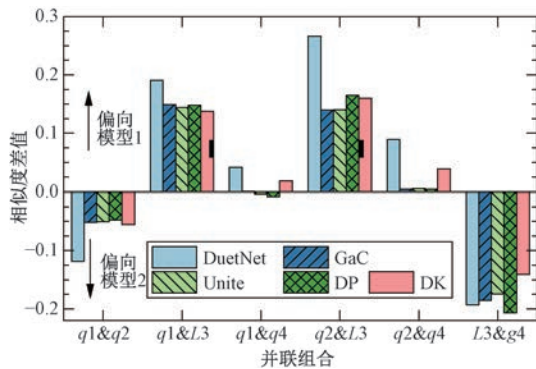 0.3
0.2
0.1
0.0
−0.1
−0.2
相似度差值
偏向
模型1
偏向
模型2
DuetNet
GaC
Unite
DP
DK
q1&q2
q1&L3
q1&q4
q2&L3
q2&q4
L3&g4
并联组合